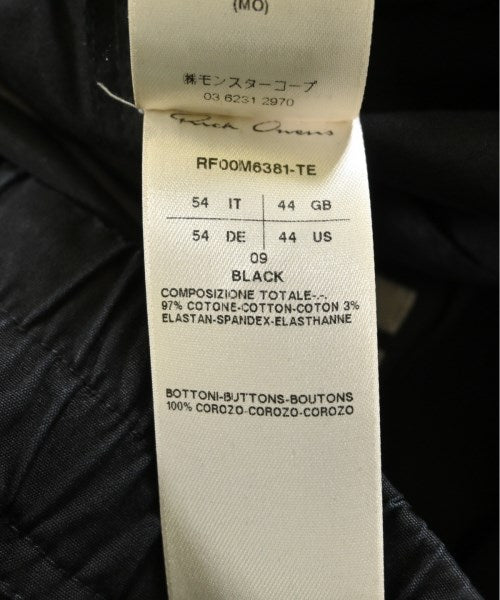 (MO)
㈱モンスターコープ
03 6231 2970
Rick Owens
RF00M6381-TE
54 IT 44 GB
54 DE 44 US
09
BLACK
COMPOSIZIONE TOTALE-.-.
97% COTONE-COTTON-COTON 3%
ELASTAN-SPANDEX-ELASTHANNE
BOTTONI-BUTTONS-BOUTONS
100% COROZO-COROZO-COROZO